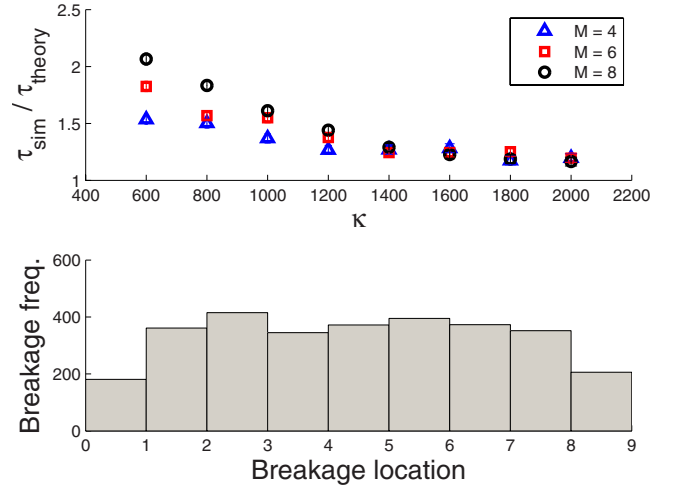 2.5
2
1.5
1
τsim / τtheory
M = 4
M = 6
M = 8
400 600 800 1000 1200 1400 1600 1800 2000 2200
κ
600
400
200
0
Breakage freq.
0 1 2 3 4 5 6 7 8 9
Breakage location